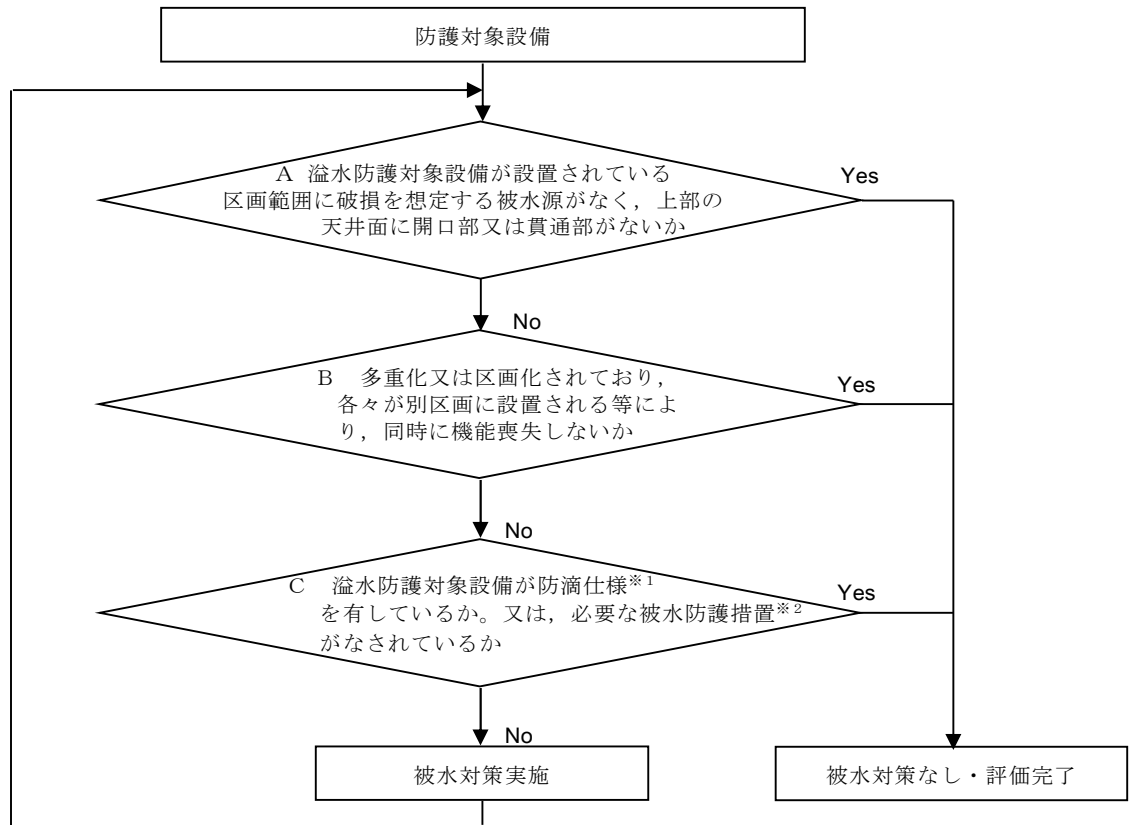 防護対象設備
A 溢水防護対象設備が設置されている
区画範囲に破損を想定する被水源がなく，上部の
天井面に開口部又は貫通部がないか
Yes
No
B 多重化又は区画化されており，
各々が別区画に設置される等によ
り，同時に機能喪失しないか
Yes
No
C 溢水防護対象設備が防滴仕様※1
を有しているか。又は，必要な被水防護措置※2
がなされているか
Yes
No
被水対策実施
被水対策なし・評価完了